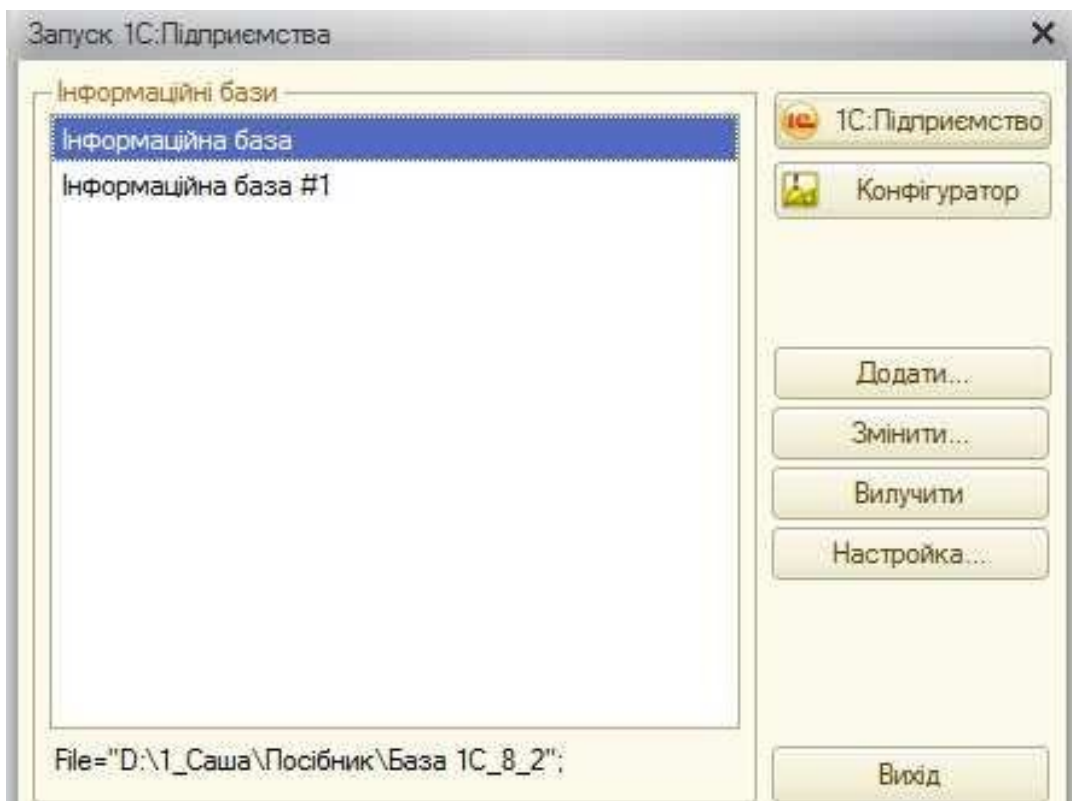 Запуск 1С:Підприємства
Інформаційні бази
Інформаційна база
Інформаційна база #1
1С:Підприємство
Конфігуратор
Додати...
Змінити...
Вилучити
Настройка...
File="D:\1_Саша\Посібник\База 1С_8_2";
Вихід